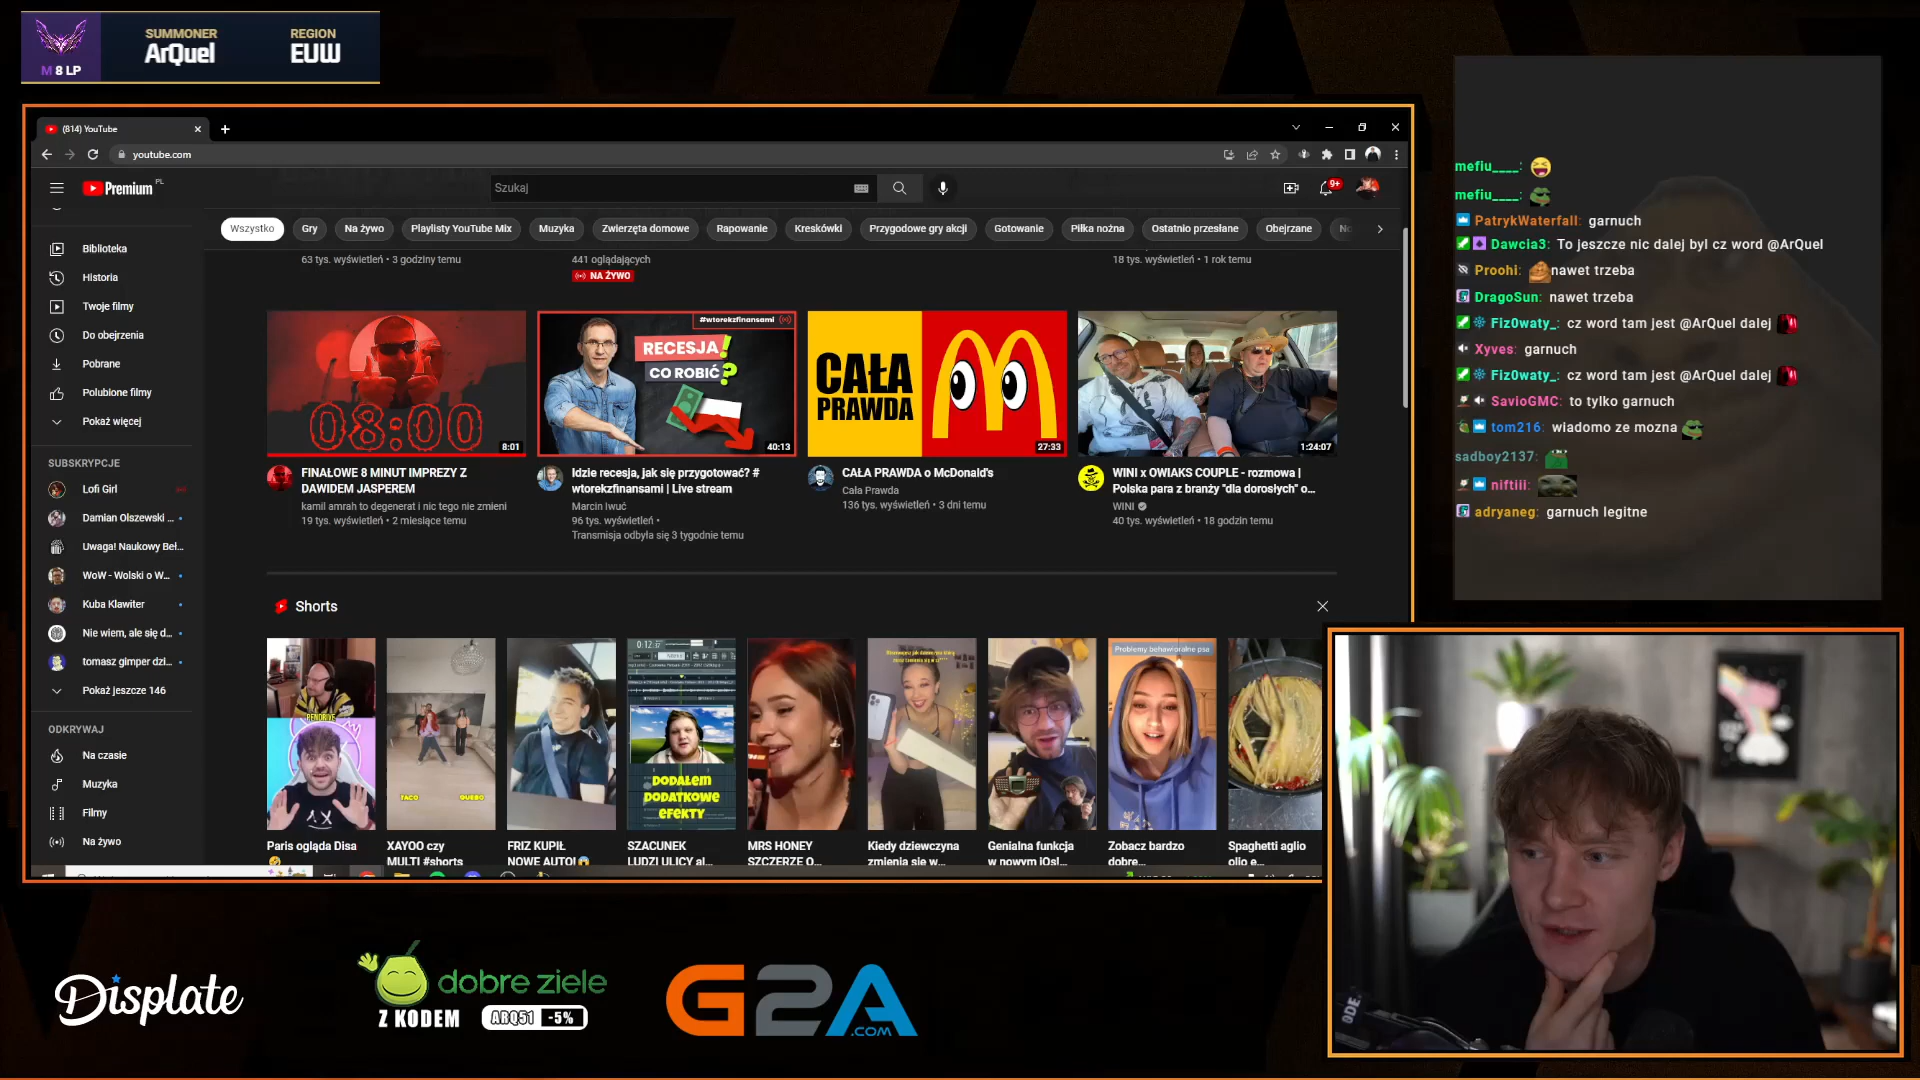 SUMMONER
ArQuel
REGION
EUW
M 8 LP
(814) YouTube
youtube.com
Premium PL
Szukaj
9+
Wszystko
Gry
Na żywo
Playlisty YouTube Mix
Muzyka
Zwierzęta domowe
Rapowanie
Kreskówki
Przygodowe gry akcji
Gotowanie
Piłka nożna
Ostatnio przesłane
Obejrzane
Biblioteka
Historia
Twoje filmy
Do obejrzenia
Pobrane
Polubione filmy
Pokaż więcej
SUBSKRYPCJE
Lofi Girl
Damian Olszewski ...
Uwaga! Naukowy Beł...
WoW - Wolski o W...
Kuba Klawiter
Nie wiem, ale się d...
tomasz gimper dzi...
Pokaż jeszcze 146
ODKRYWAJ
Na czasie
Muzyka
Filmy
Na żywo
63 tys. wyświetleń • 3 godziny temu
441 oglądających
NA ŻYWO
18 tys. wyświetleń • 1 rok temu
08:00
8:01
#wtorekzfinansami
RECESJA!
CO ROBIĆ?
40:13
CAŁA
PRAWDA
27:33
1:24:07
FINAŁOWE 8 MINUT IMPREZY Z
DAWIDEM JASPEREM
kamil amrah to degenerat i nic tego nie zmieni
19 tys. wyświetleń • 2 miesiące temu
Idzie recesja, jak się przygotować? #
wtorekzfinansami | Live stream
Marcin Iwuć
96 tys. wyświetleń •
Transmisja odbyła się 3 tygodnie temu
CAŁA PRAWDA o McDonald's
Cała Prawda
136 tys. wyświetleń • 3 dni temu
WINI x OWIAKS COUPLE - rozmowa |
Polska para z branży "dla dorosłych" o...
WINI
40 tys. wyświetleń • 18 godzin temu
Shorts
PENDRIVE
TACO
QUEBO
0:12:37
DODAŁEM
DODATKOWE
EFEKTY
Problemy behawioralne psa
Paris ogląda Disa
XAYOO czy
MULTI #shorts
FRIZ KUPIŁ
NOWE AUTO!
SZACUNEK
LUDZI ULICY al...
MRS HONEY
SZCZERZE O...
Kiedy dziewczyna
zmienia się w...
Genialna funkcja
w nowym iOs!...
Zobacz bardzo
dobre...
Spaghetti aglio
olio e...
mefiu____:
mefiu____:
PatrykWaterfall: garnuch
Dawcia3: To jeszcze nic dalej byl cz word @ArQuel
Proohi: nawet trzeba
DragoSun: nawet trzeba
Fiz0waty_: cz word tam jest @ArQuel dalej
Xyves: garnuch
Fiz0waty_: cz word tam jest @ArQuel dalej
SavioGMC: to tylko garnuch
tom216: wiadomo ze mozna
sadboy2137:
niftiii:
adryaneg: garnuch legitne
Displate
dobre ziele
Z KODEM
ARQ51 -5%
G2A
.COM